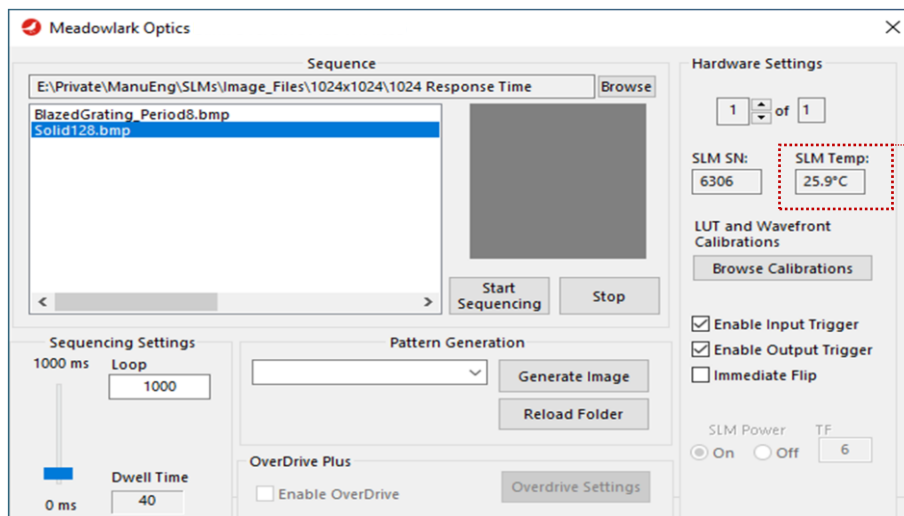 Meadowlark Optics
Sequence
E:\Private\ManuEng\SLMs\Image_Files\1024x1024\1024 Response Time
Browse
BlazedGrating_Period8.bmp
Solid128.bmp
Start
Sequencing
Stop
Hardware Settings
1 of 1
SLM SN:
SLM Temp:
6306
25.9°C
LUT and Wavefront
Calibrations
Browse Calibrations
Enable Input Trigger
Enable Output Trigger
Immediate Flip
SLM Power
TF
On
Off
6
Sequencing Settings
1000 ms
Loop
1000
Dwell Time
40
0 ms
Pattern Generation
Generate Image
Reload Folder
OverDrive Plus
Enable OverDrive
Overdrive Settings